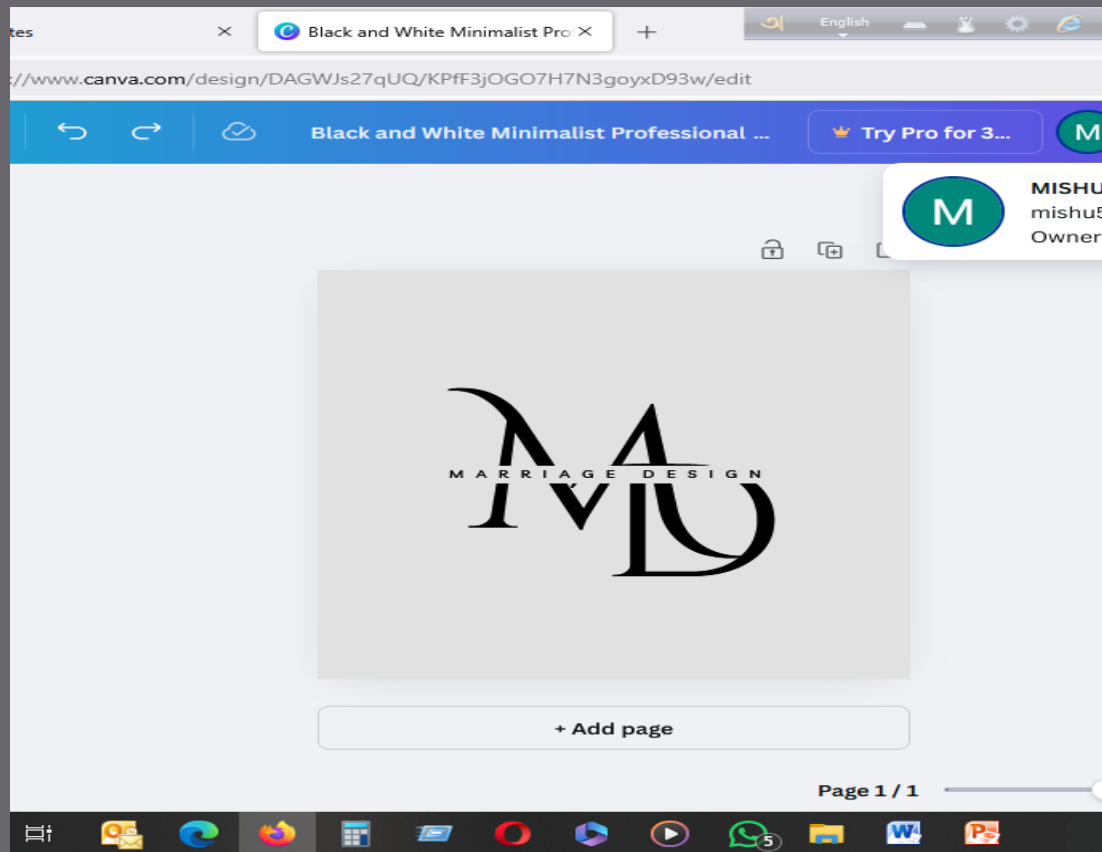 tes
Black and White Minimalist Pro
অ English
://www.canva.com/design/DAGWJs27qUQ/KPfF3jOGO7H7N3goyxD93w/edit
Black and White Minimalist Professional ...
Try Pro for 3...
M
M
MISHU
mishu5
Owner
MD
MARRIAGE DESIGN
+ Add page
Page 1 / 1
5